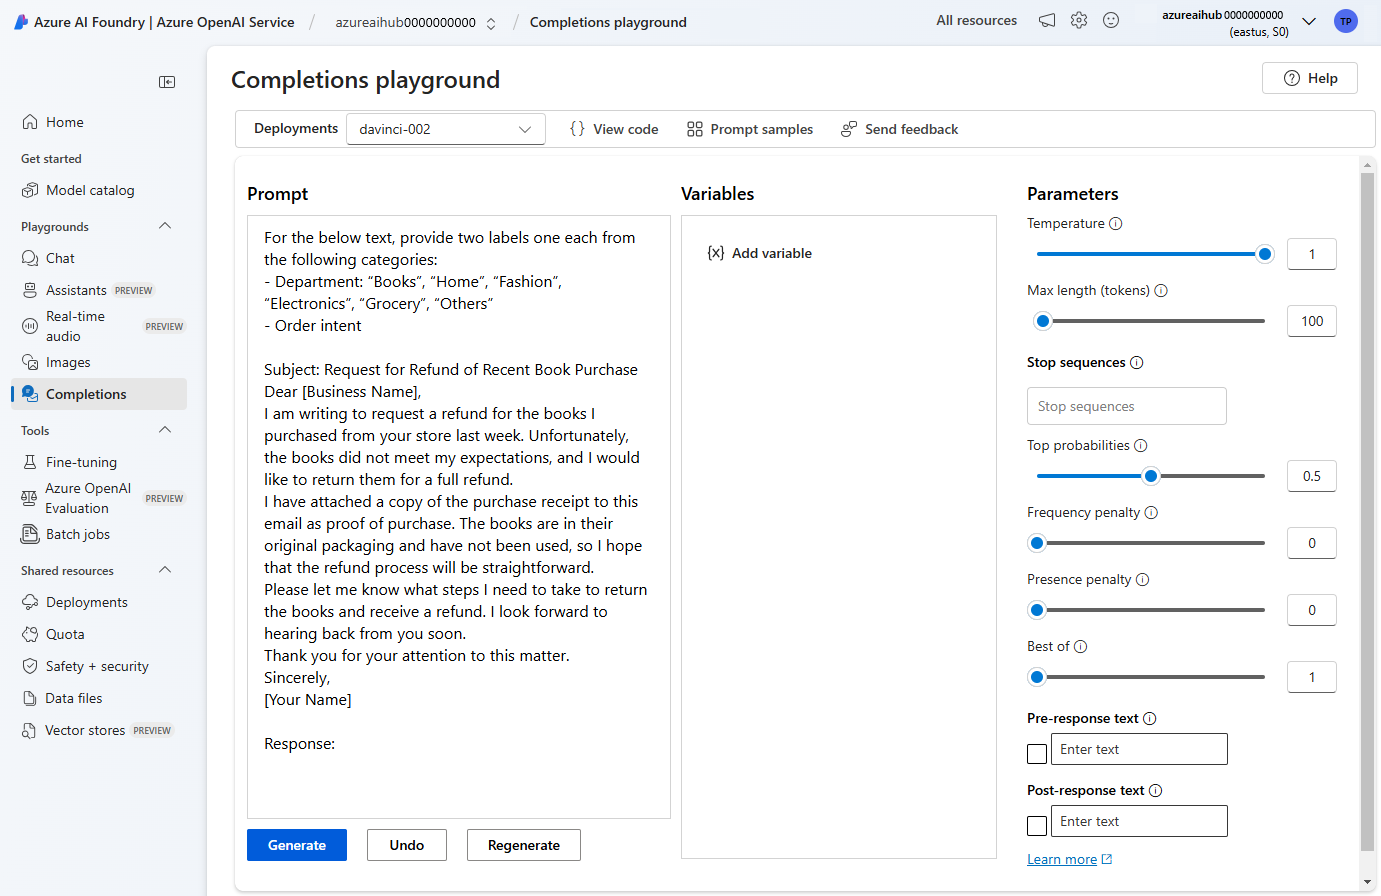 Azure AI Foundry | Azure OpenAI Service / azureaihub0000000000 / Completions playground
All resources
azureaihub0000000000
(eastus, S0)
TP
Home
Get started
Model catalog
Playgrounds
Chat
Assistants PREVIEW
Real-time
audio
PREVIEW
Images
Completions
Tools
Fine-tuning
Azure OpenAI
Evaluation
PREVIEW
Batch jobs
Shared resources
Deployments
Quota
Safety + security
Data files
Vector stores PREVIEW
Completions playground
Help
Deployments davinci-002 {} View code Prompt samples Send feedback
Prompt
For the below text, provide two labels one each from
the following categories:
- Department: “Books”, “Home”, “Fashion”,
“Electronics”, “Grocery”, “Others”
- Order intent
Subject: Request for Refund of Recent Book Purchase
Dear [Business Name],
I am writing to request a refund for the books I
purchased from your store last week. Unfortunately,
the books did not meet my expectations, and I would
like to return them for a full refund.
I have attached a copy of the purchase receipt to this
email as proof of purchase. The books are in their
original packaging and have not been used, so I hope
that the refund process will be straightforward.
Please let me know what steps I need to take to return
the books and receive a refund. I look forward to
hearing back from you soon.
Thank you for your attention to this matter.
Sincerely,
[Your Name]
Response:
Generate Undo Regenerate
Variables
{x} Add variable
Parameters
Temperature
1
Max length (tokens)
100
Stop sequences
Stop sequences
Top probabilities
0.5
Frequency penalty
0
Presence penalty
0
Best of
1
Pre-response text
Enter text
Post-response text
Enter text
Learn more